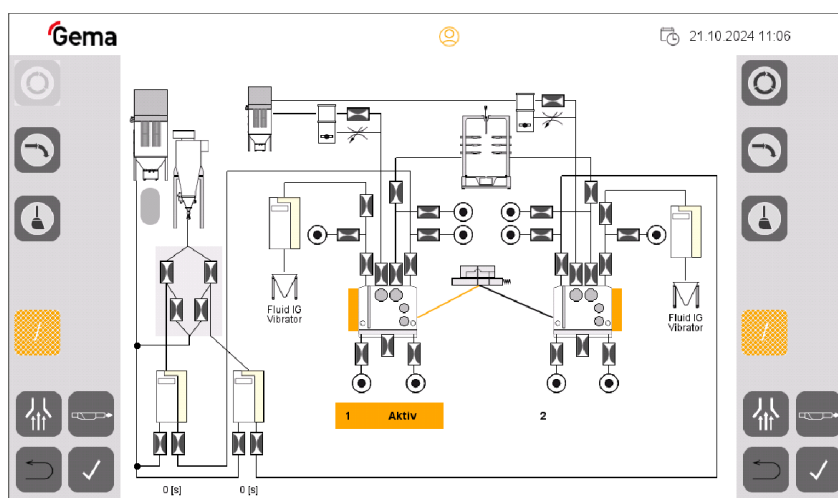 Gema
21.10.2024 11:06
Fluid IG
Vibrator
Fluid IG
Vibrator
1 Aktiv
2
0 [s]
0 [s]